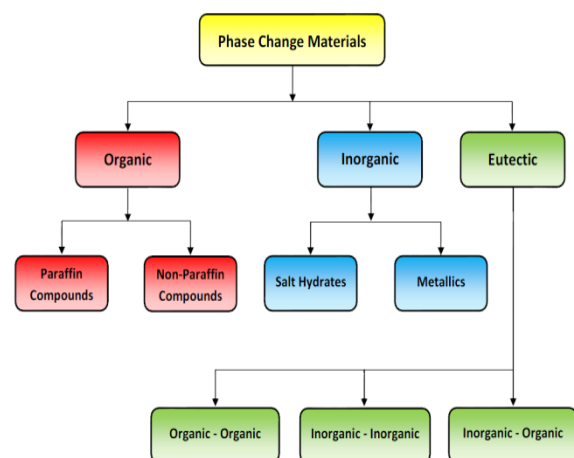 Phase Change Materials
Organic
Inorganic
Eutectic
Paffin
Compounds
Non-Paraffin
Compounds
Salt Hydrates
Metallics
Organic - Organic
Inorganic - Inorganic
Inorganic - Organic